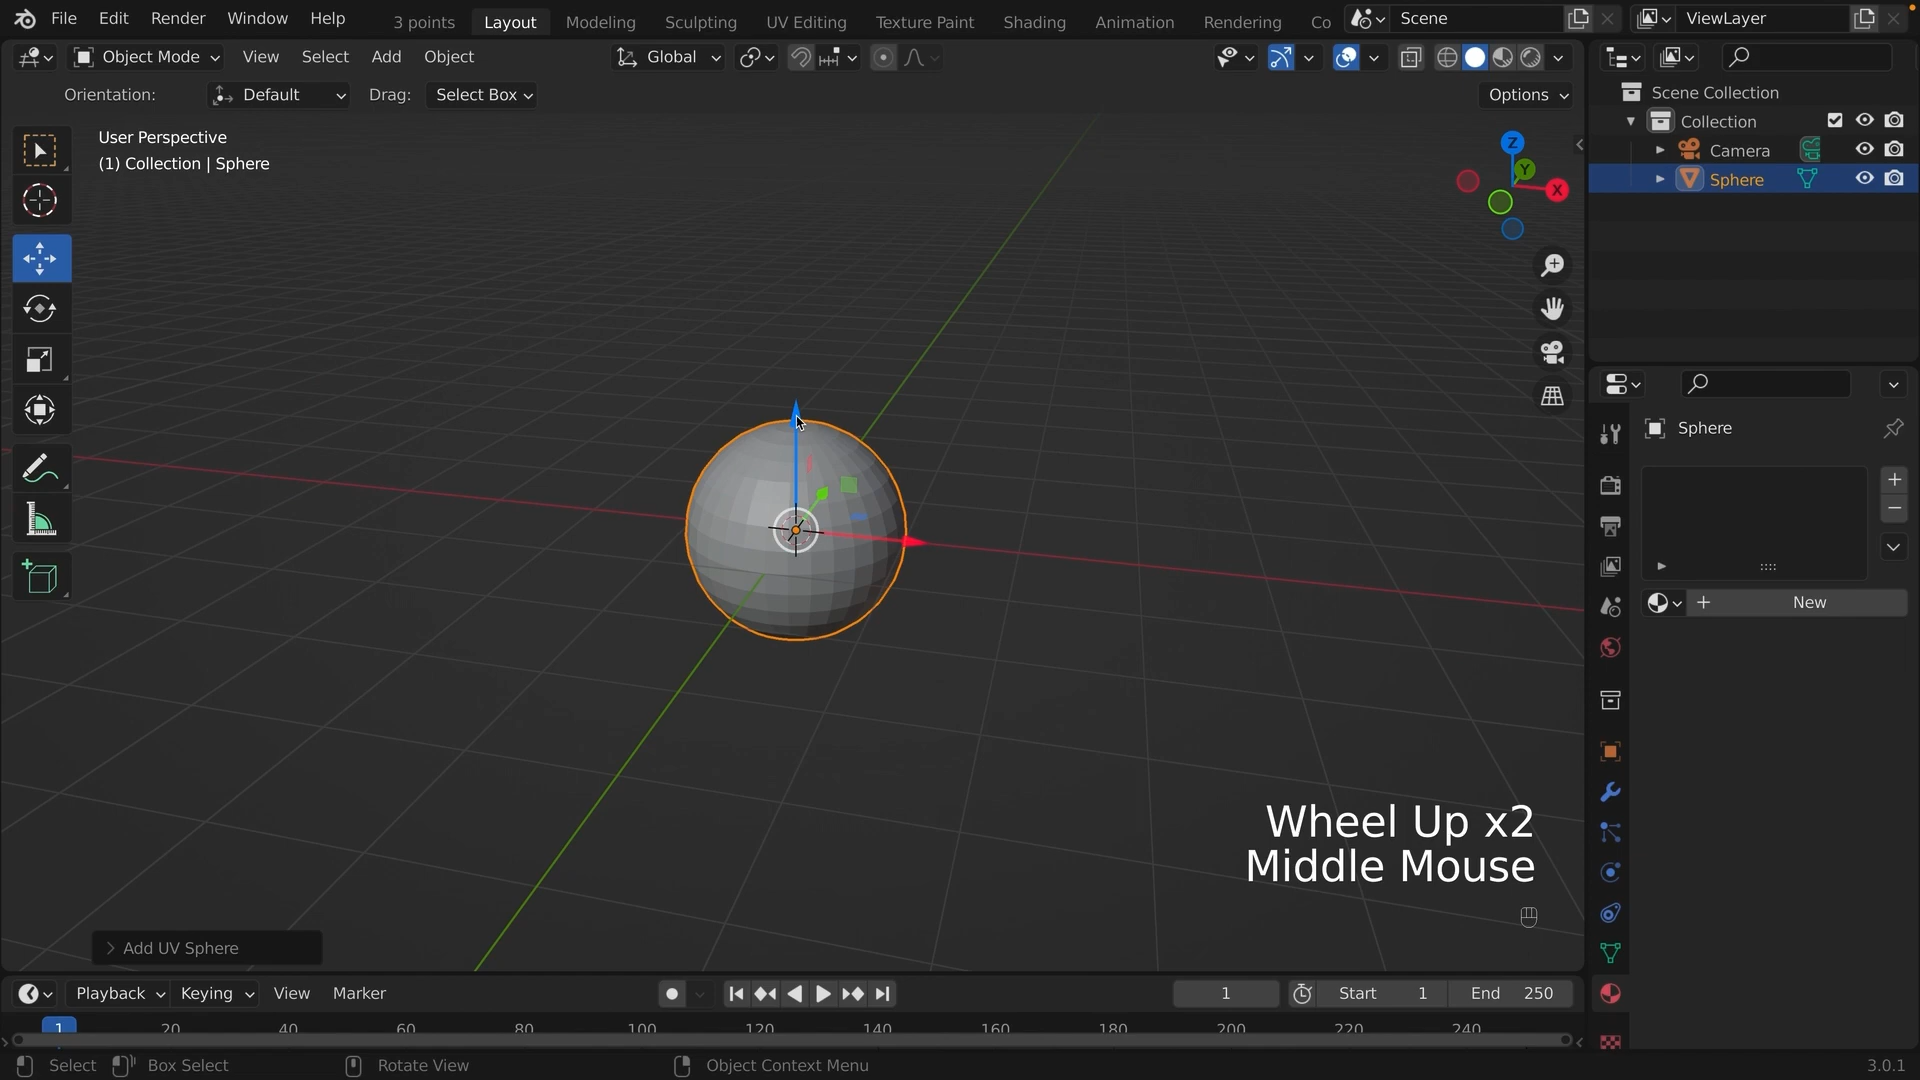 File Edit Render Window Help 3 points Layout Modeling Sculpting UV Editing Texture Paint Shading Animation Rendering Co Scene ViewLayer
Object Mode View Select Add Object Global
Orientation: Default Drag: Select Box Options
User Perspective
(1) Collection | Sphere
Z
Y
X
Scene Collection
Collection
Camera
Sphere
Sphere
New
Wheel Up x2
Middle Mouse
Add UV Sphere
Playback Keying View Marker 1 Start 1 End 250
1 20 40 60 80 100 120 140 160 180 200 220 240
Select Box Select Rotate View Object Context Menu 3.0.1